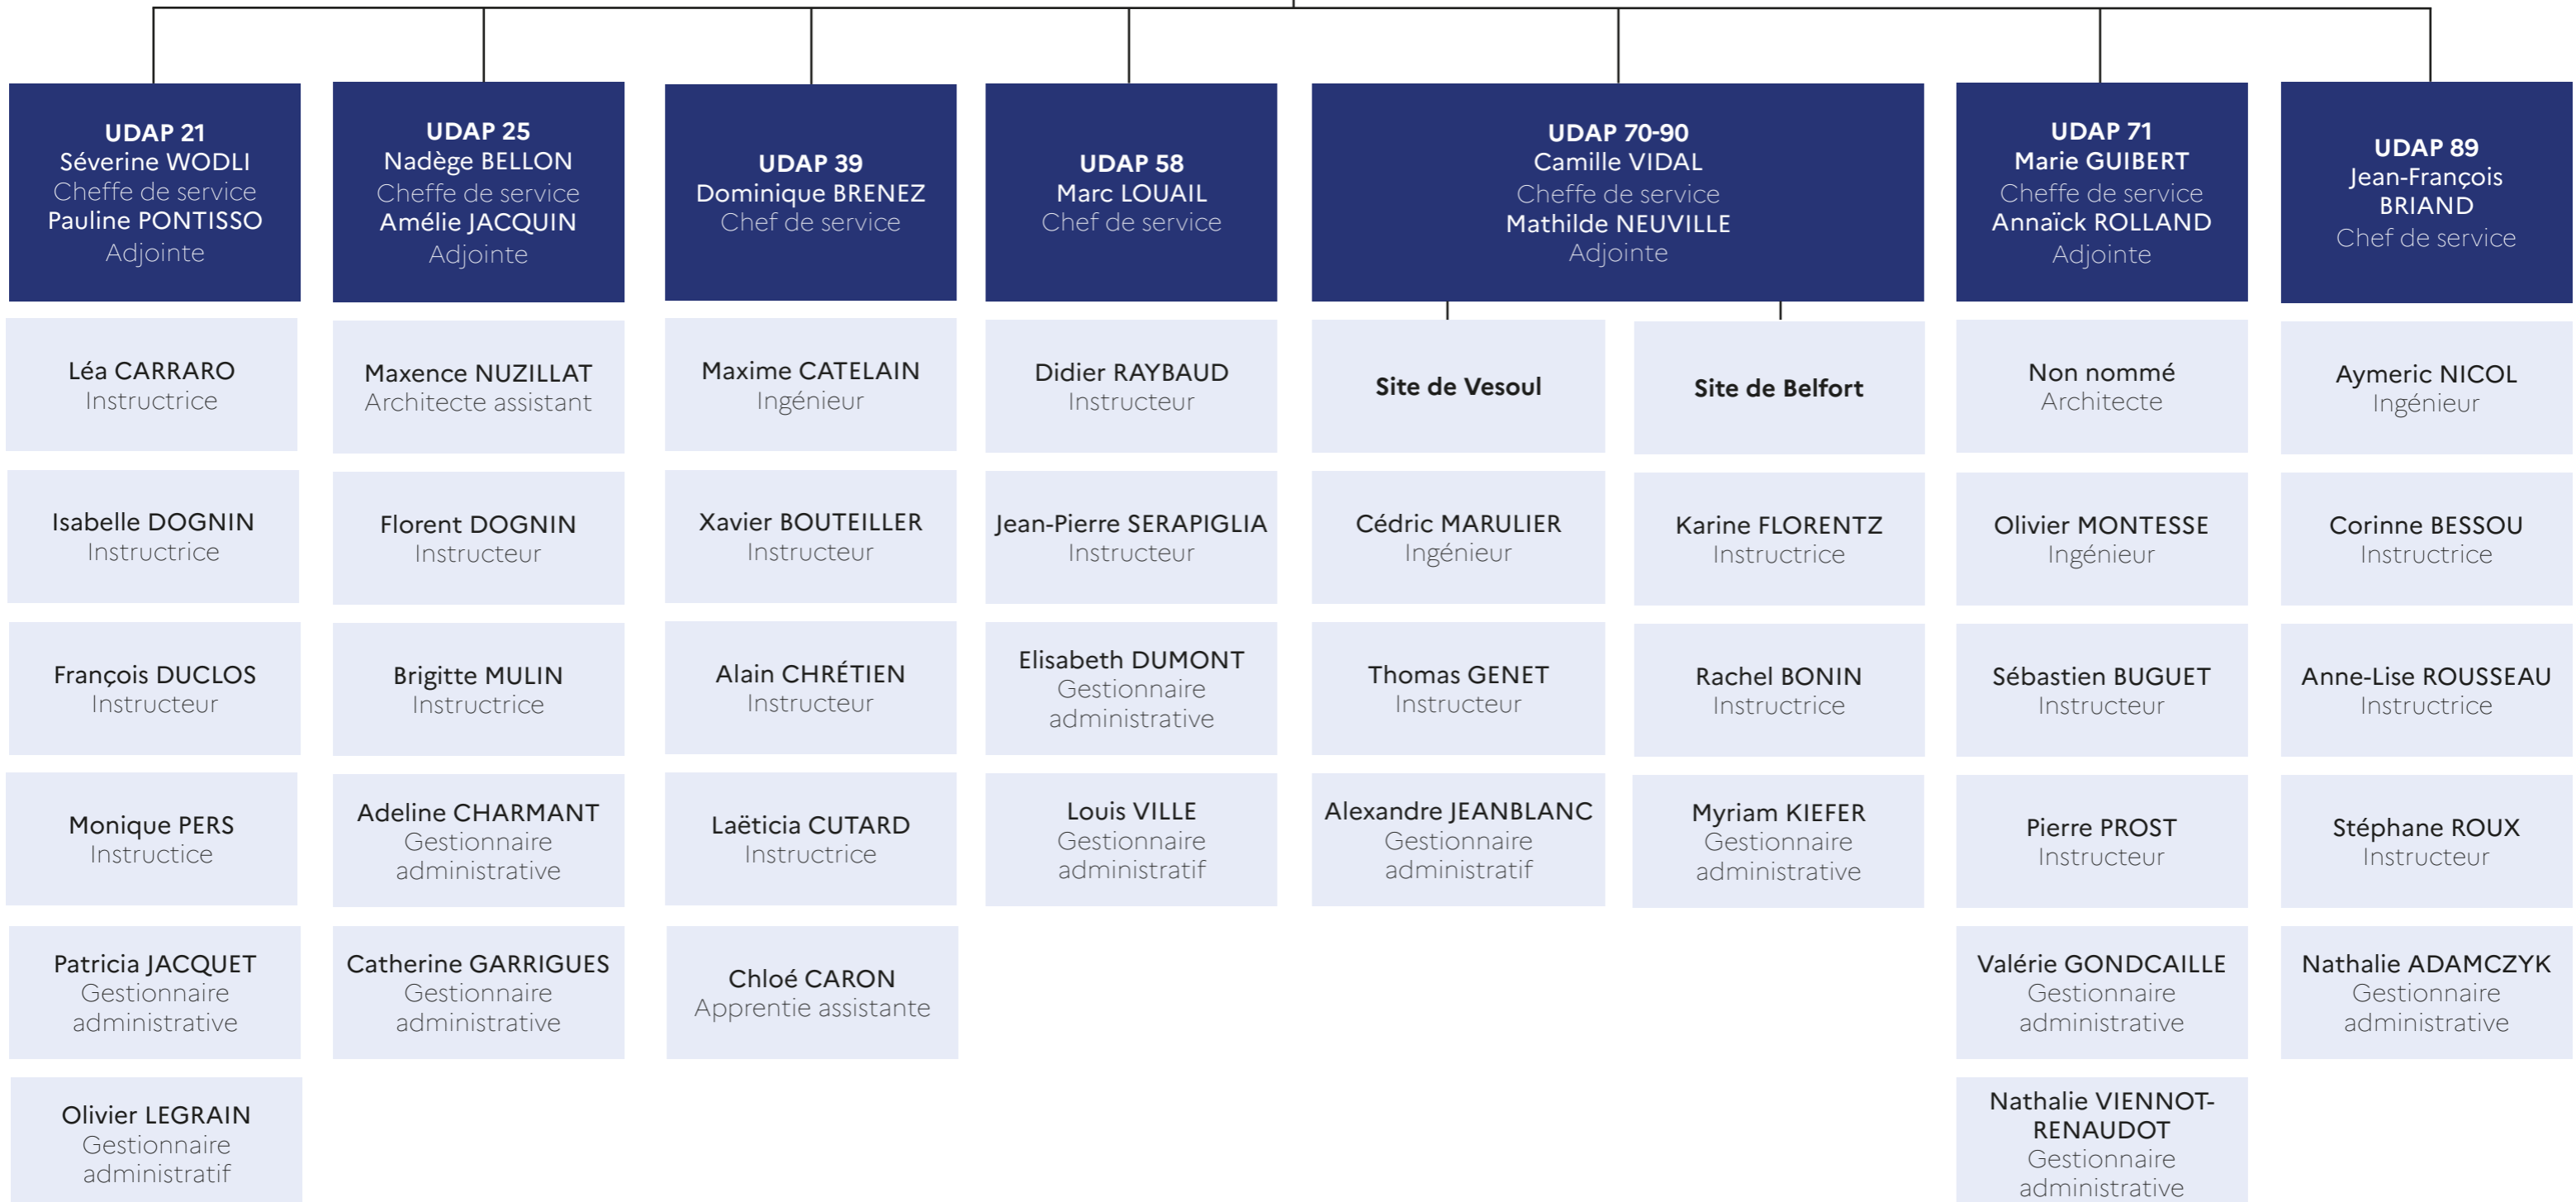 UDAP 21
Séverine WODLI
Cheffe de service
Pauline PONTISSO
Adjointe
Léa CARRARO
Instructrice
Isabelle DOGNIN
Instructrice
François DUCLOS
Instructeur
Monique PERS
Instructice
Patricia JACQUET
Gestionnaire
administrative
Olivier LEGRAIN
Gestionnaire
administratif
UDAP 25
Nadège BELLON
Cheffe de service
Amélie JACQUIN
Adjointe
Maxence NUZILLAT
Architecte assistant
Florent DOGNIN
Instructeur
Brigitte MULIN
Instructrice
Adeline CHARMANT
Gestionnaire
administrative
Catherine GARRIGUES
Gestionnaire
administrative
UDAP 39
Dominique BRENEZ
Chef de service
Maxime CATELAIN
Ingénieur
Xavier BOUTEILLER
Instructeur
Alain CHRÉTIEN
Instructeur
Laëticia CUTARD
Instructrice
Chloé CARON
Apprentie assistante
UDAP 58
Marc LOUAIL
Chef de service
Didier RAYBAUD
Instructeur
Jean-Pierre SERAPIGLIA
Instructeur
Elisabeth DUMONT
Gestionnaire
administrative
Louis VILLE
Gestionnaire
administratif
UDAP 70-90
Camille VIDAL
Cheffe de service
Mathilde NEUVILLE
Adjointe
Site de Vesoul
Cédric MARULIER
Ingénieur
Thomas GENET
Instructeur
Alexandre JEANBLANC
Gestionnaire
administratif
Site de Belfort
Karine FLORENTZ
Instructrice
Rachel BONIN
Instructrice
Myriam KIEFER
Gestionnaire
administrative
UDAP 71
Marie GUIBERT
Cheffe de service
Annaïck ROLLAND
Adjointe
Non nommé
Architecte
Olivier MONTESSE
Ingénieur
Sébastien BUGUET
Instructeur
Pierre PROST
Instructeur
Valérie GONDCAILLE
Gestionnaire
administrative
Nathalie VIENNOT-
RENAUDOT
Gestionnaire
administrative
UDAP 89
Jean-François
BRIAND
Chef de service
Aymeric NICOL
Ingénieur
Corinne BESSOU
Instructrice
Anne-Lise ROUSSEAU
Instructrice
Stéphane ROUX
Instructeur
Nathalie ADAMCZYK
Gestionnaire
administrative